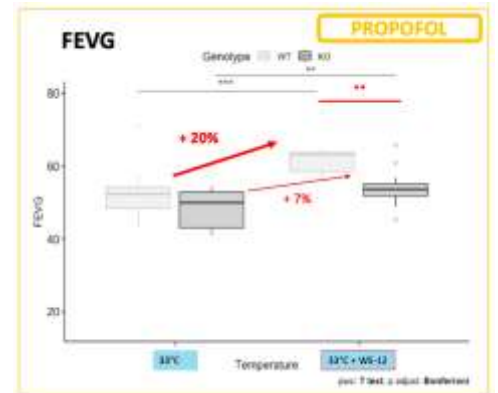 PROPOFOL
FEVG
Genotype WT KO
**
***
**
80
+ 20%
60
+ 7%
FEVG
40
20
33°C
33°C + WS-12
Temperature
pwc: T test; p.adjust: Bonferroni